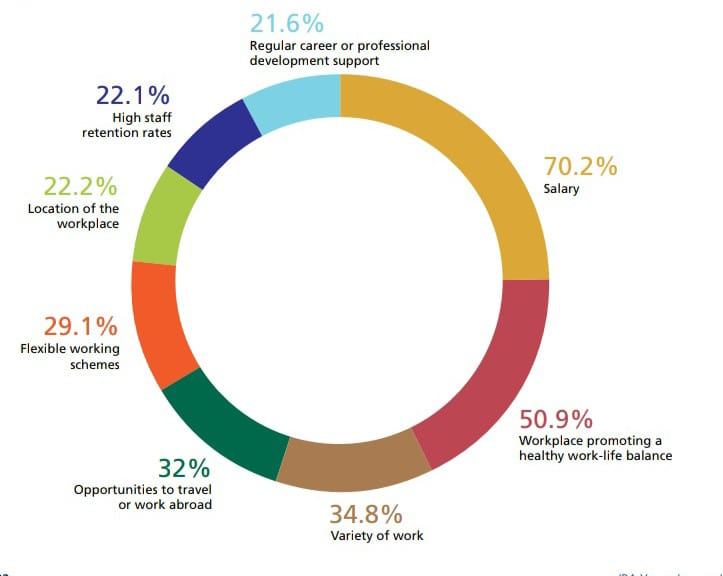 21.6%
Regular career or professional
development support
70.2%
Salary
50.9%
Workplace promoting a
healthy work-life balance
34.8%
Variety of work
32%
Opportunities to travel
or work abroad
29.1%
Flexible working
schemes
22.2%
Location of the
workplace
22.1%
High staff
retention rates